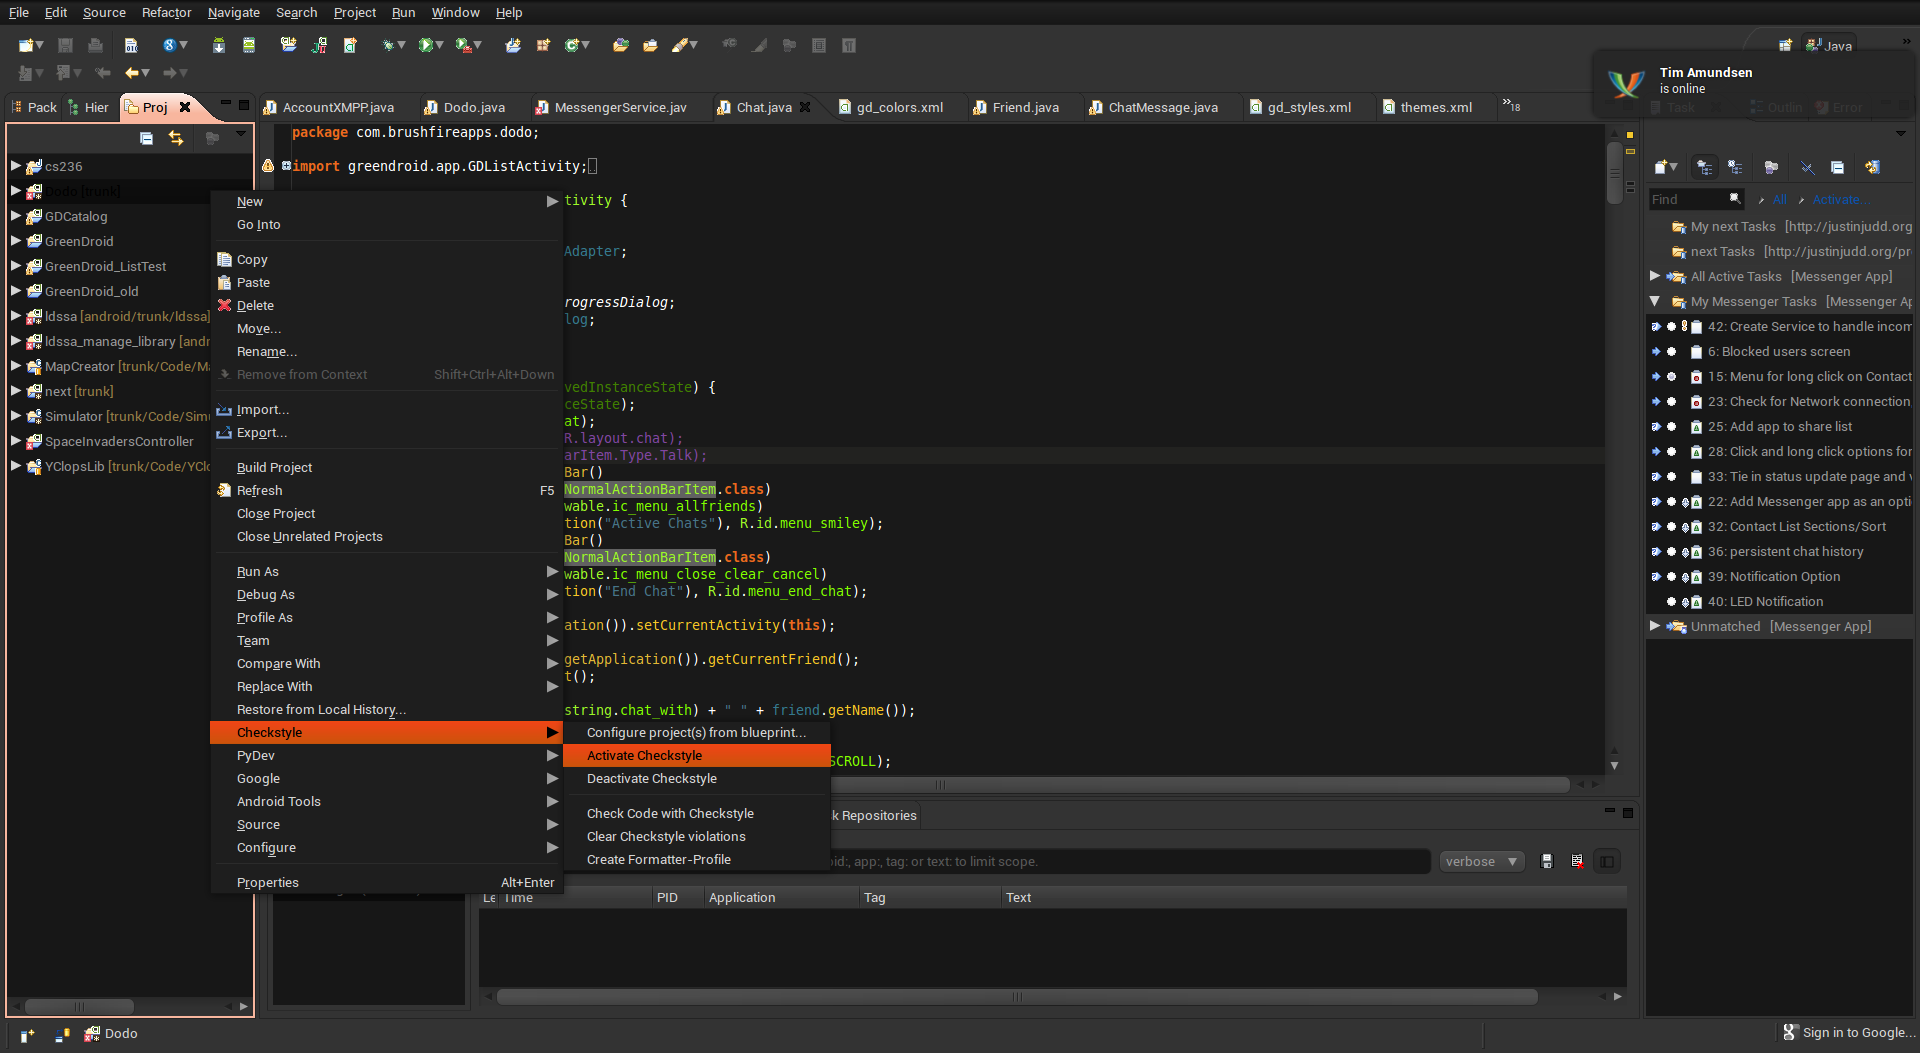 File Edit Source Refactor Navigate Search Project Run Window Help
Java
Tim Amundsen
is online
Pack Hier Proj
AccountXMPP.java Dodo.java MessengerService.jav Chat.java gd_colors.xml Friend.java ChatMessage.java gd_styles.xml themes.xml »18
Task Outlin Error
package com.brushfireapps.dodo;
import greendroid.app.GDListActivity;
cs236
Dodo [trunk]
GDCatalog
GreenDroid
GreenDroid_ListTest
GreenDroid_old
ldssa [android/trunk/ldssa]
ldssa_manage_library [andr
MapCreator [trunk/Code/Ma
next [trunk]
Simulator [trunk/Code/Simu
SpaceInvadersController
YClopsLib [trunk/Code/YClo
New
Go Into
Copy
Paste
Delete
Move...
Rename...
Remove from Context Shift+Ctrl+Alt+Down
Import...
Export...
Build Project
Refresh F5
Close Project
Close Unrelated Projects
Run As
Debug As
Profile As
Team
Compare With
Replace With
Restore from Local History...
Checkstyle
PyDev
Google
Android Tools
Source
Configure
Properties Alt+Enter
Configure project(s) from blueprint...
Activate Checkstyle
Deactivate Checkstyle
Check Code with Checkstyle
Clear Checkstyle violations
Create Formatter-Profile
tivity {
Adapter;
rogressDialog;
log;
vedInstanceState) {
ceState);
at);
R.layout.chat);
arItem.Type.Talk);
Bar()
NormalActionBarItem.class)
wable.ic_menu_allfriends)
tion("Active Chats"), R.id.menu_smiley);
Bar()
NormalActionBarItem.class)
wable.ic_menu_close_clear_cancel)
tion("End Chat"), R.id.menu_end_chat);
ation()).setCurrentActivity(this);
getApplication()).getCurrentFriend();
t();
string.chat_with) + " " + friend.getName());
SCROLL);
k Repositories
oid:, app:, tag: or text: to limit scope.
verbose
Le Time PID Application Tag Text
Find All Activate...
My next Tasks [http://justinjudd.org
next Tasks [http://justinjudd.org/pr
All Active Tasks [Messenger App]
My Messenger Tasks [Messenger Ap
42: Create Service to handle incom
6: Blocked users screen
15: Menu for long click on Contact
23: Check for Network connection,
25: Add app to share list
28: Click and long click options for
33: Tie in status update page and v
22: Add Messenger app as an opti
32: Contact List Sections/Sort
36: persistent chat history
39: Notification Option
40: LED Notification
Unmatched [Messenger App]
Dodo
Sign in to Google...